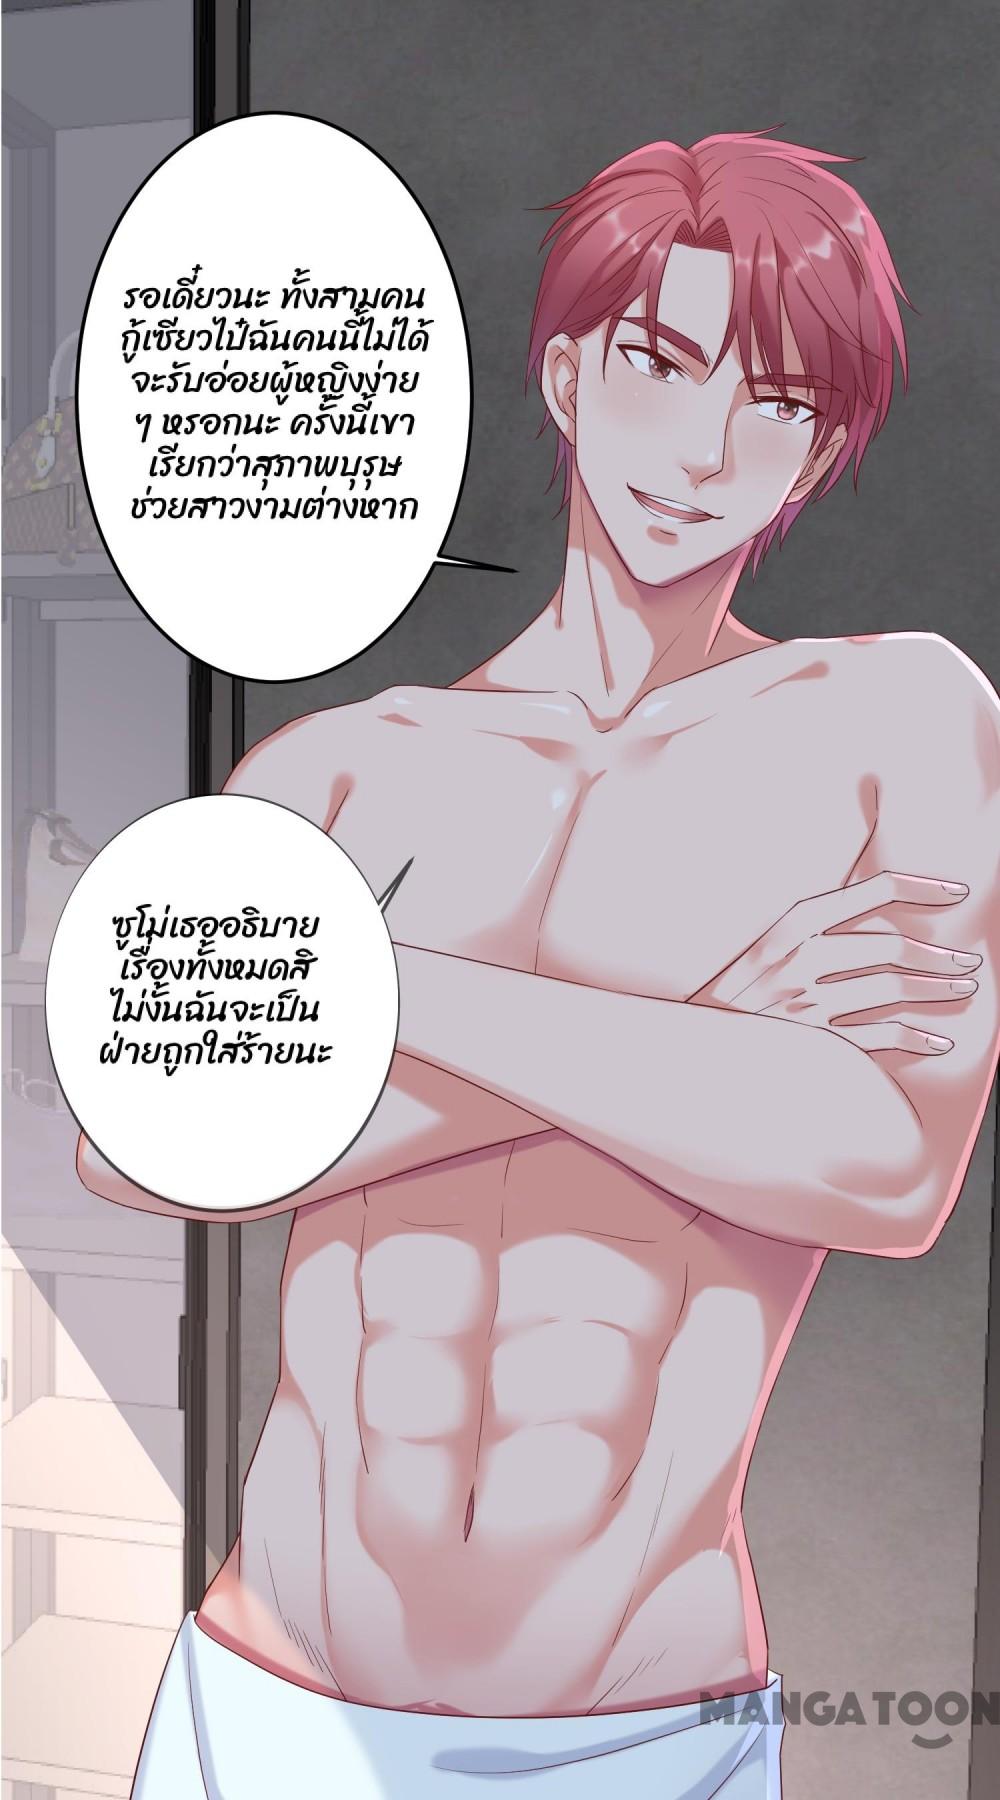 รอเดี๋ยวนะ ทั้งสามคน
กู้เซียวไป๋ฉันคนนี้ไม่ได้
จะรับอ่อยผู้หญิงง่าย
ๆ หรอกนะ ครั้งนี้เขา
เรียกว่าสุภาพบุรุษ
ช่วยสาวงามต่างหาก
ซูโม่เธออธิบาย
เรื่องทั้งหมดสิ
ไม่งั้นฉันจะเป็น
ฝ่ายถูกใส่ร้ายนะ
MANGATOON